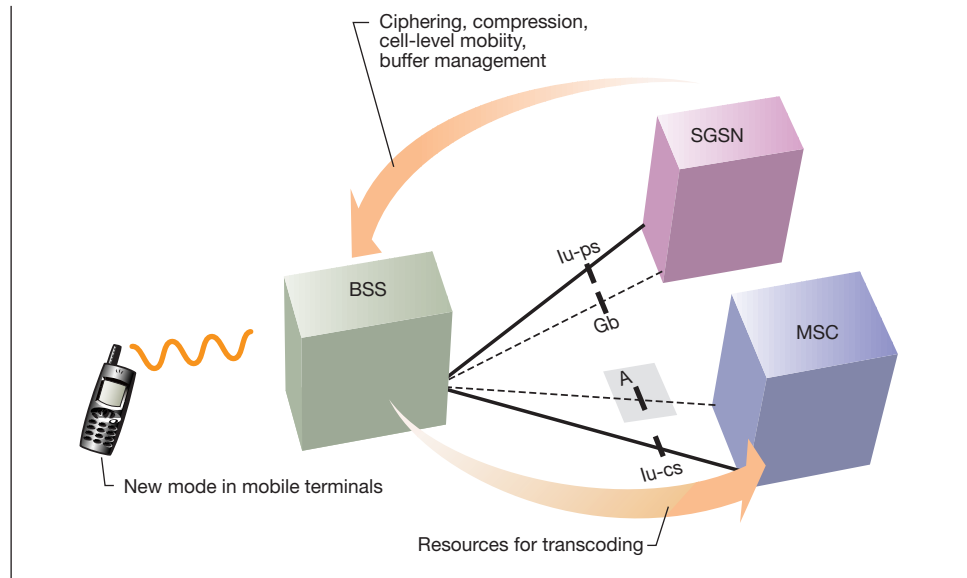 Ciphering, compression,
cell-level mobiity,
buffer management
SGSN
Iu-ps
BSS
Gb
MSC
A
Iu-cs
New mode in mobile terminals
Resources for transcoding